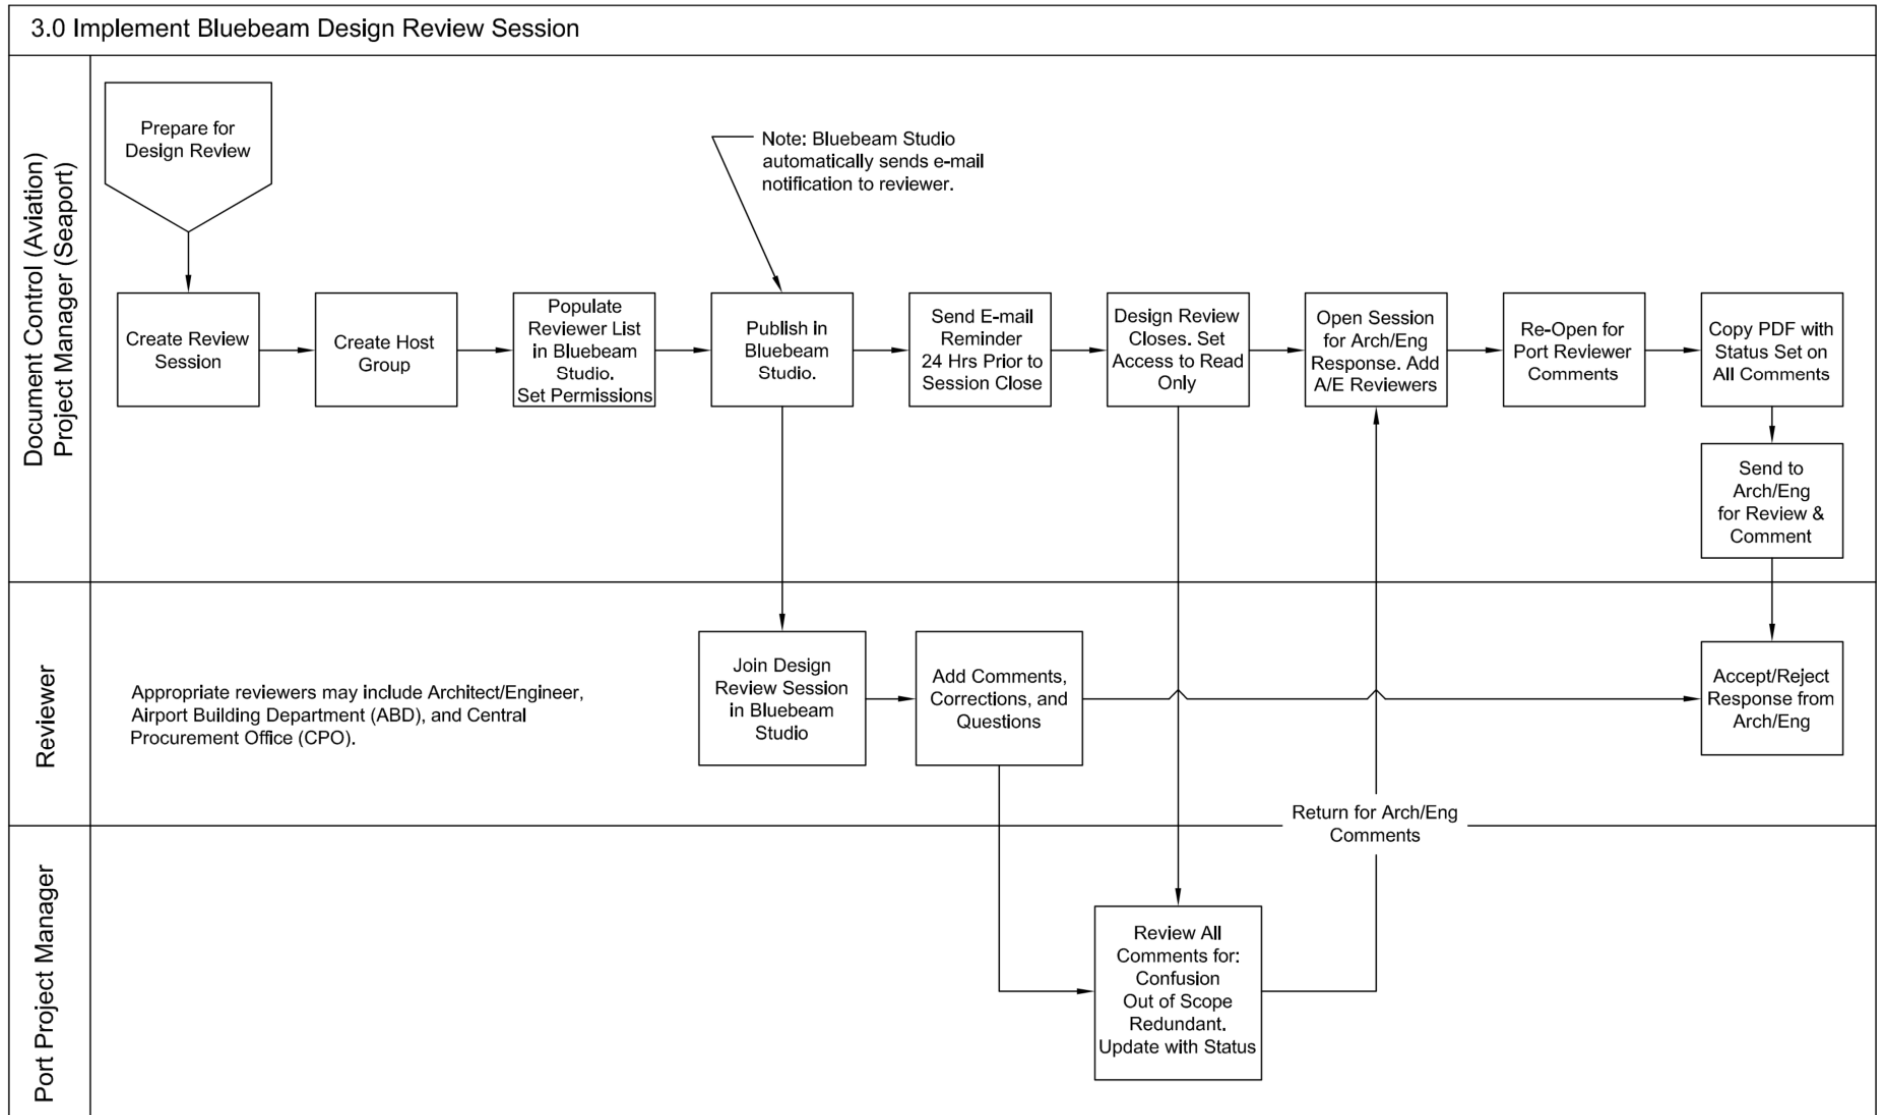 3.0 Implement Bluebeam Design Review Session
Document Control (Aviation)
Project Manager (Seaport)
Prepare for
Design Review
Note: Bluebeam Studio
automatically sends e-mail
notification to reviewer.
Create Review
Session
Create Host
Group
Populate
Reviewer List
in Bluebeam
Studio.
Set Permissions
Publish in
Bluebeam
Studio.
Send E-mail
Reminder
24 Hrs Prior to
Session Close
Design Review
Closes. Set
Access to Read
Only
Open Session
for Arch/Eng
Response. Add
A/E Reviewers
Re-Open for
Port Reviewer
Comments
Copy PDF with
Status Set on
All Comments
Send to
Arch/Eng
for Review &
Comment
Reviewer
Appropriate reviewers may include Architect/Engineer,
Airport Building Department (ABD), and Central
Procurement Office (CPO).
Join Design
Review Session
in Bluebeam
Studio
Add Comments,
Corrections, and
Questions
Accept/Reject
Response from
Arch/Eng
Return for Arch/Eng
Comments
Port Project Manager
Review All
Comments for:
Confusion
Out of Scope
Redundant.
Update with Status